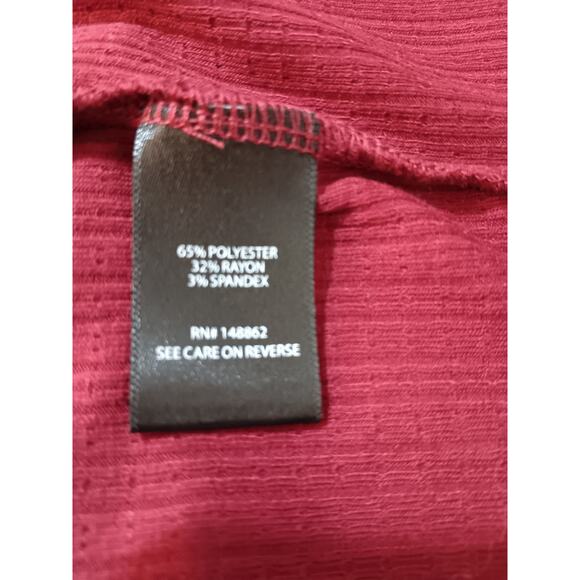 65% POLYESTER
32% RAYON
3% SPANDEX
RN# 148862
SEE CARE ON REVERSE